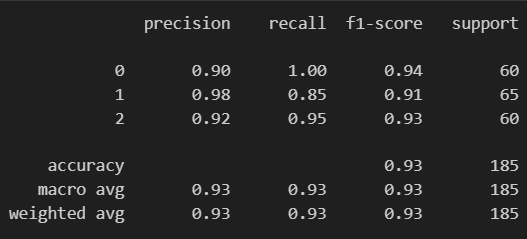 precision recall f1-score support
0 0.90 1.00 0.94 60
1 0.98 0.85 0.91 65
2 0.92 0.95 0.93 60
accuracy 0.93 185
macro avg 0.93 0.93 0.93 185
weighted avg 0.93 0.93 0.93 185